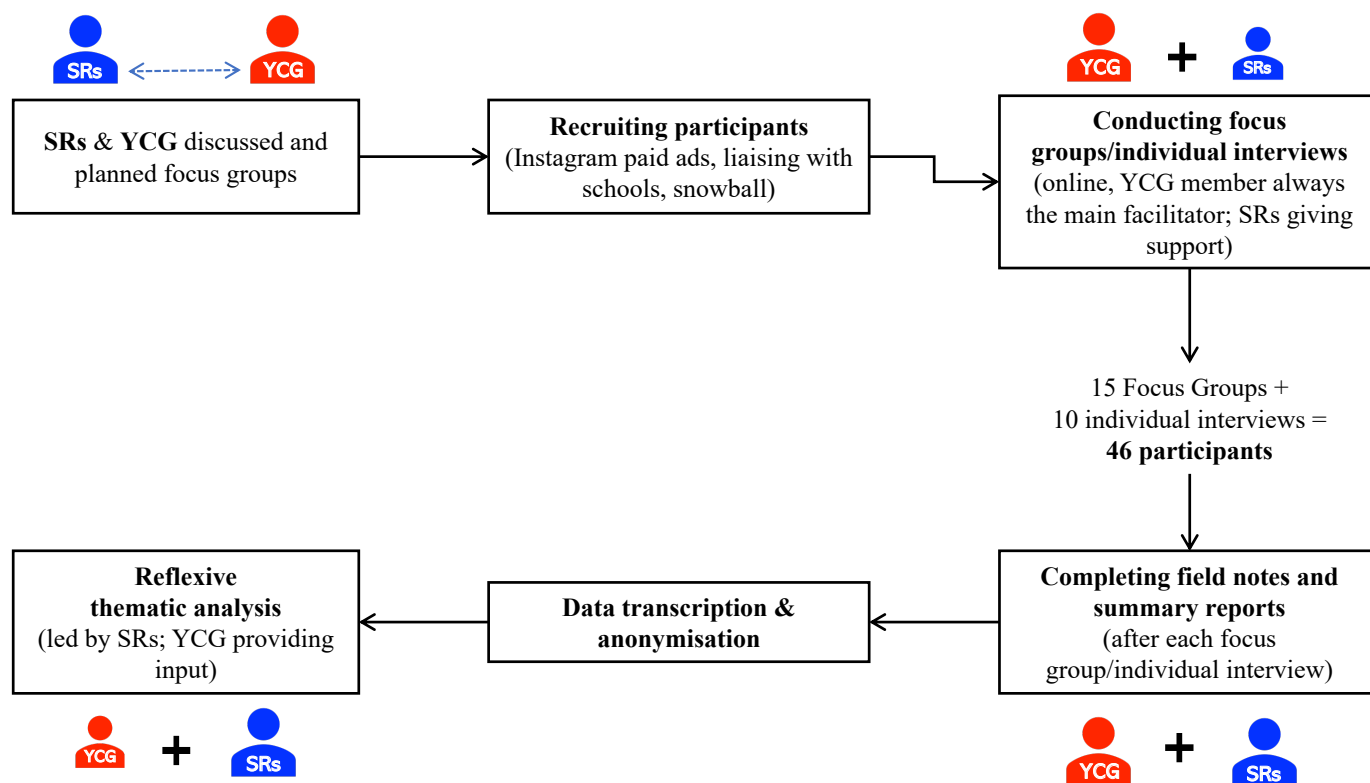 SRs
YCG
YCG
+
SRs
SRs & YCG discussed and
planned focus groups
Recruiting participants
(Instagram paid ads, liaising with
schools, snowball)
Conducting focus
groups/individual interviews
(online, YCG member always
the main facilitator; SRs giving
support)
15 Focus Groups +
10 individual interviews =
46 participants
Completing field notes and
summary reports
(after each focus
group/individual interview)
YCG
+
SRs
Data transcription &
anonymisation
Reflexive
thematic analysis
(led by SRs; YCG providing
input)
YCG
+
SRs